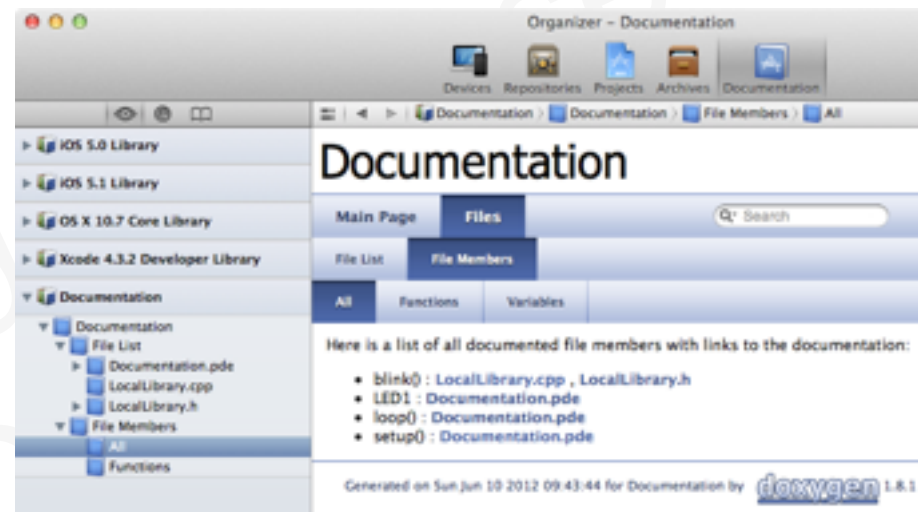 Organizer - Documentation
Devices Repositories Projects Archives Documentation
Documentation Documentation File Members All
iOS 5.0 Library
iOS 5.1 Library
OS X 10.7 Core Library
Xcode 4.3.2 Developer Library
Documentation
Documentation
File List
Documentation.pde
LocalLibrary.cpp
LocalLibrary.h
File Members
All
Functions
Documentation
Main Page Files Search
File List File Members
All Functions Variables
Here is a list of all documented file members with links to the documentation:
• blink() : LocalLibrary.cpp , LocalLibrary.h
• LED1 : Documentation.pde
• loop() : Documentation.pde
• setup() : Documentation.pde
Generated on Sun Jun 10 2012 09:43:44 for Documentation by doxygen 1.8.1